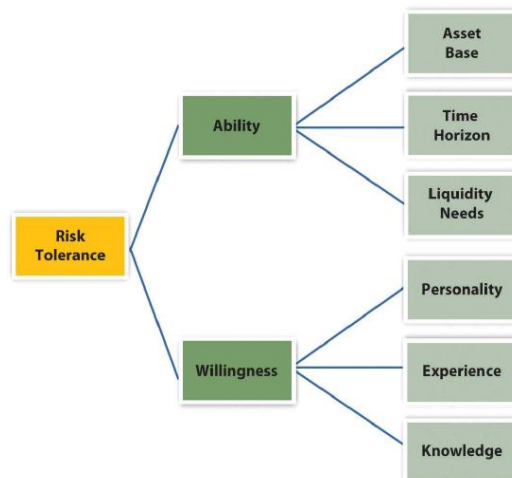 Risk
Tolerance
Ability
Asset
Base
Time
Horizon
Liquidity
Needs
Willingness
Personality
Experience
Knowledge